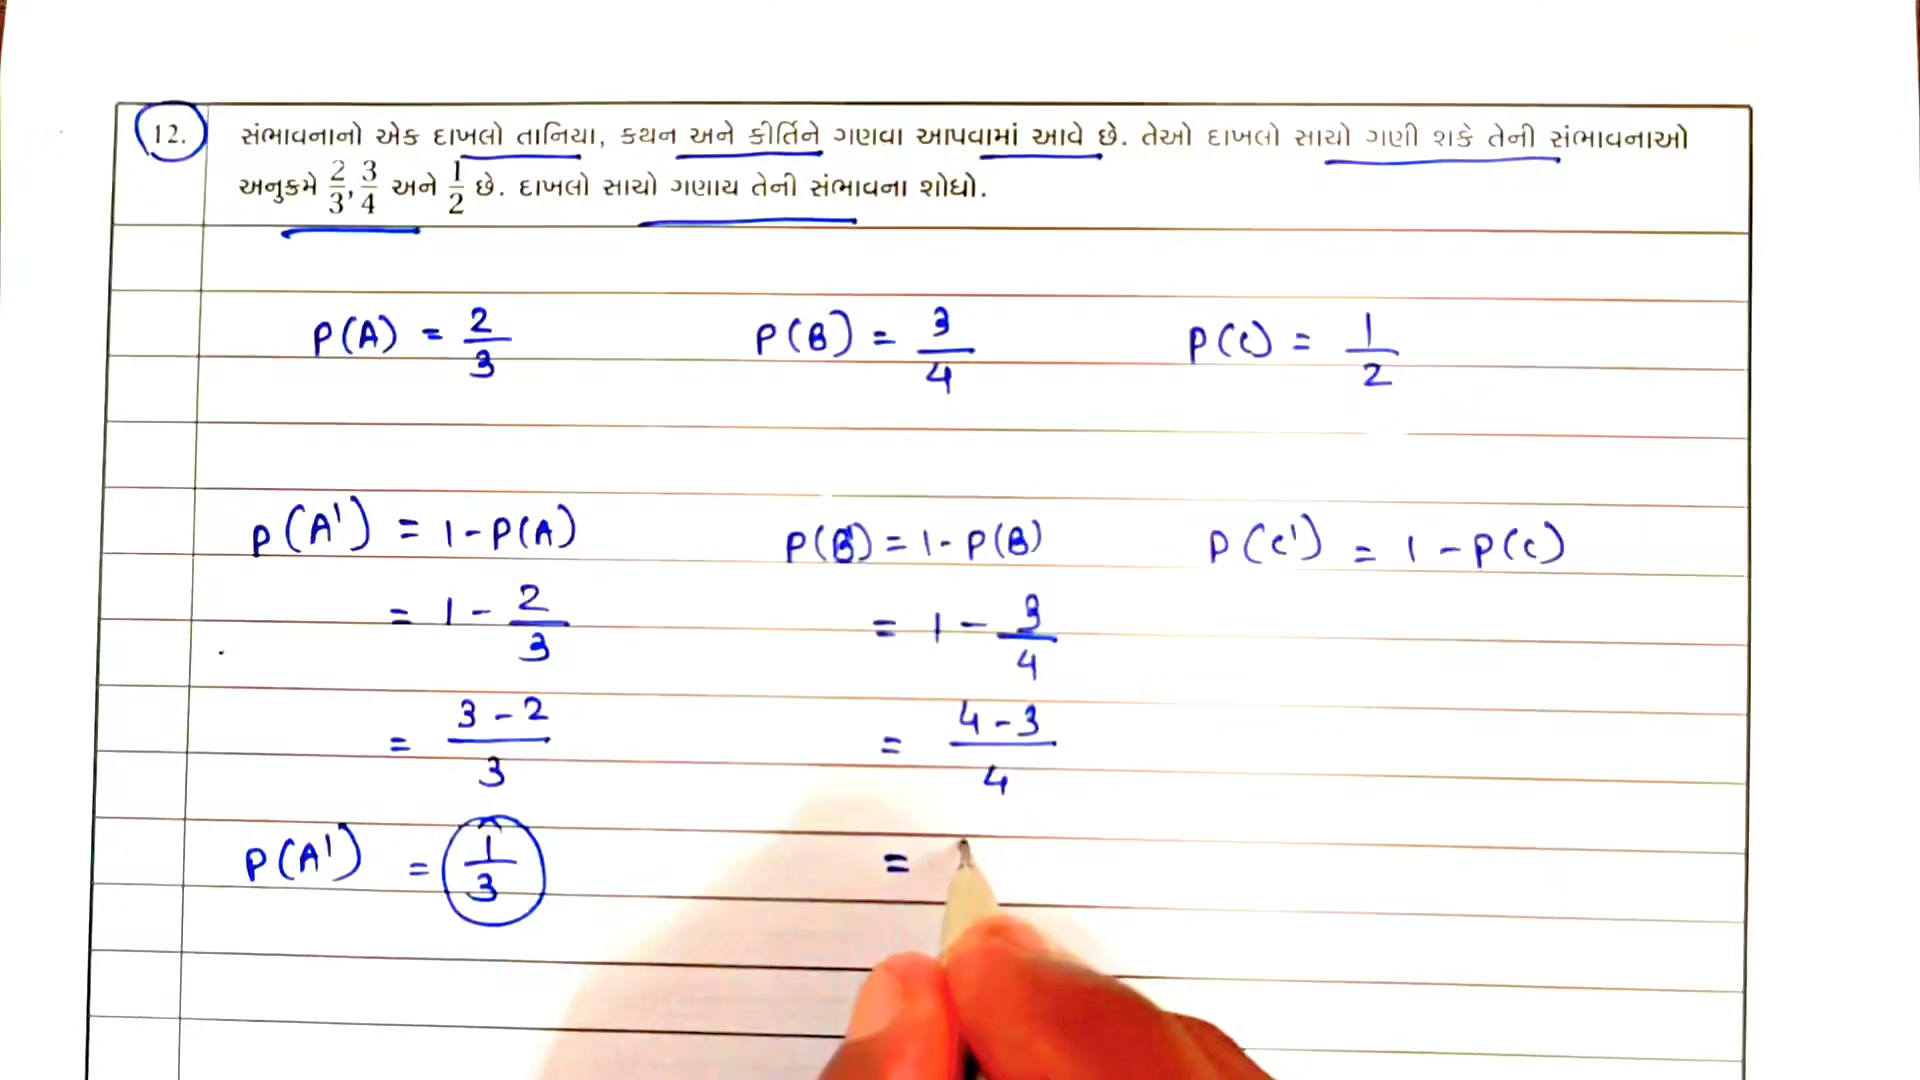 12. સંભાવનાનો એક દાખલો તાનિયા, કથન અને કીર્તિને ગણવા આપવામાં આવે છે. તેઓ દાખલો સાચો ગણી શકે તેની સંભાવનાઓ
અનુક્રમે 2/3, 3/4 અને 1/2 છે. દાખલો સાચો ગણાય તેની સંભાવના શોધો.
P(A) = 2/3 P(B) = 3/4 P(C) = 1/2
P(A') = 1 - P(A) P(B') = 1 - P(B) P(C') = 1 - P(C)
= 1 - 2/3 = 1 - 3/4
= 3 - 2 / 3 = 4 - 3 / 4
P(A') = 1/3 =